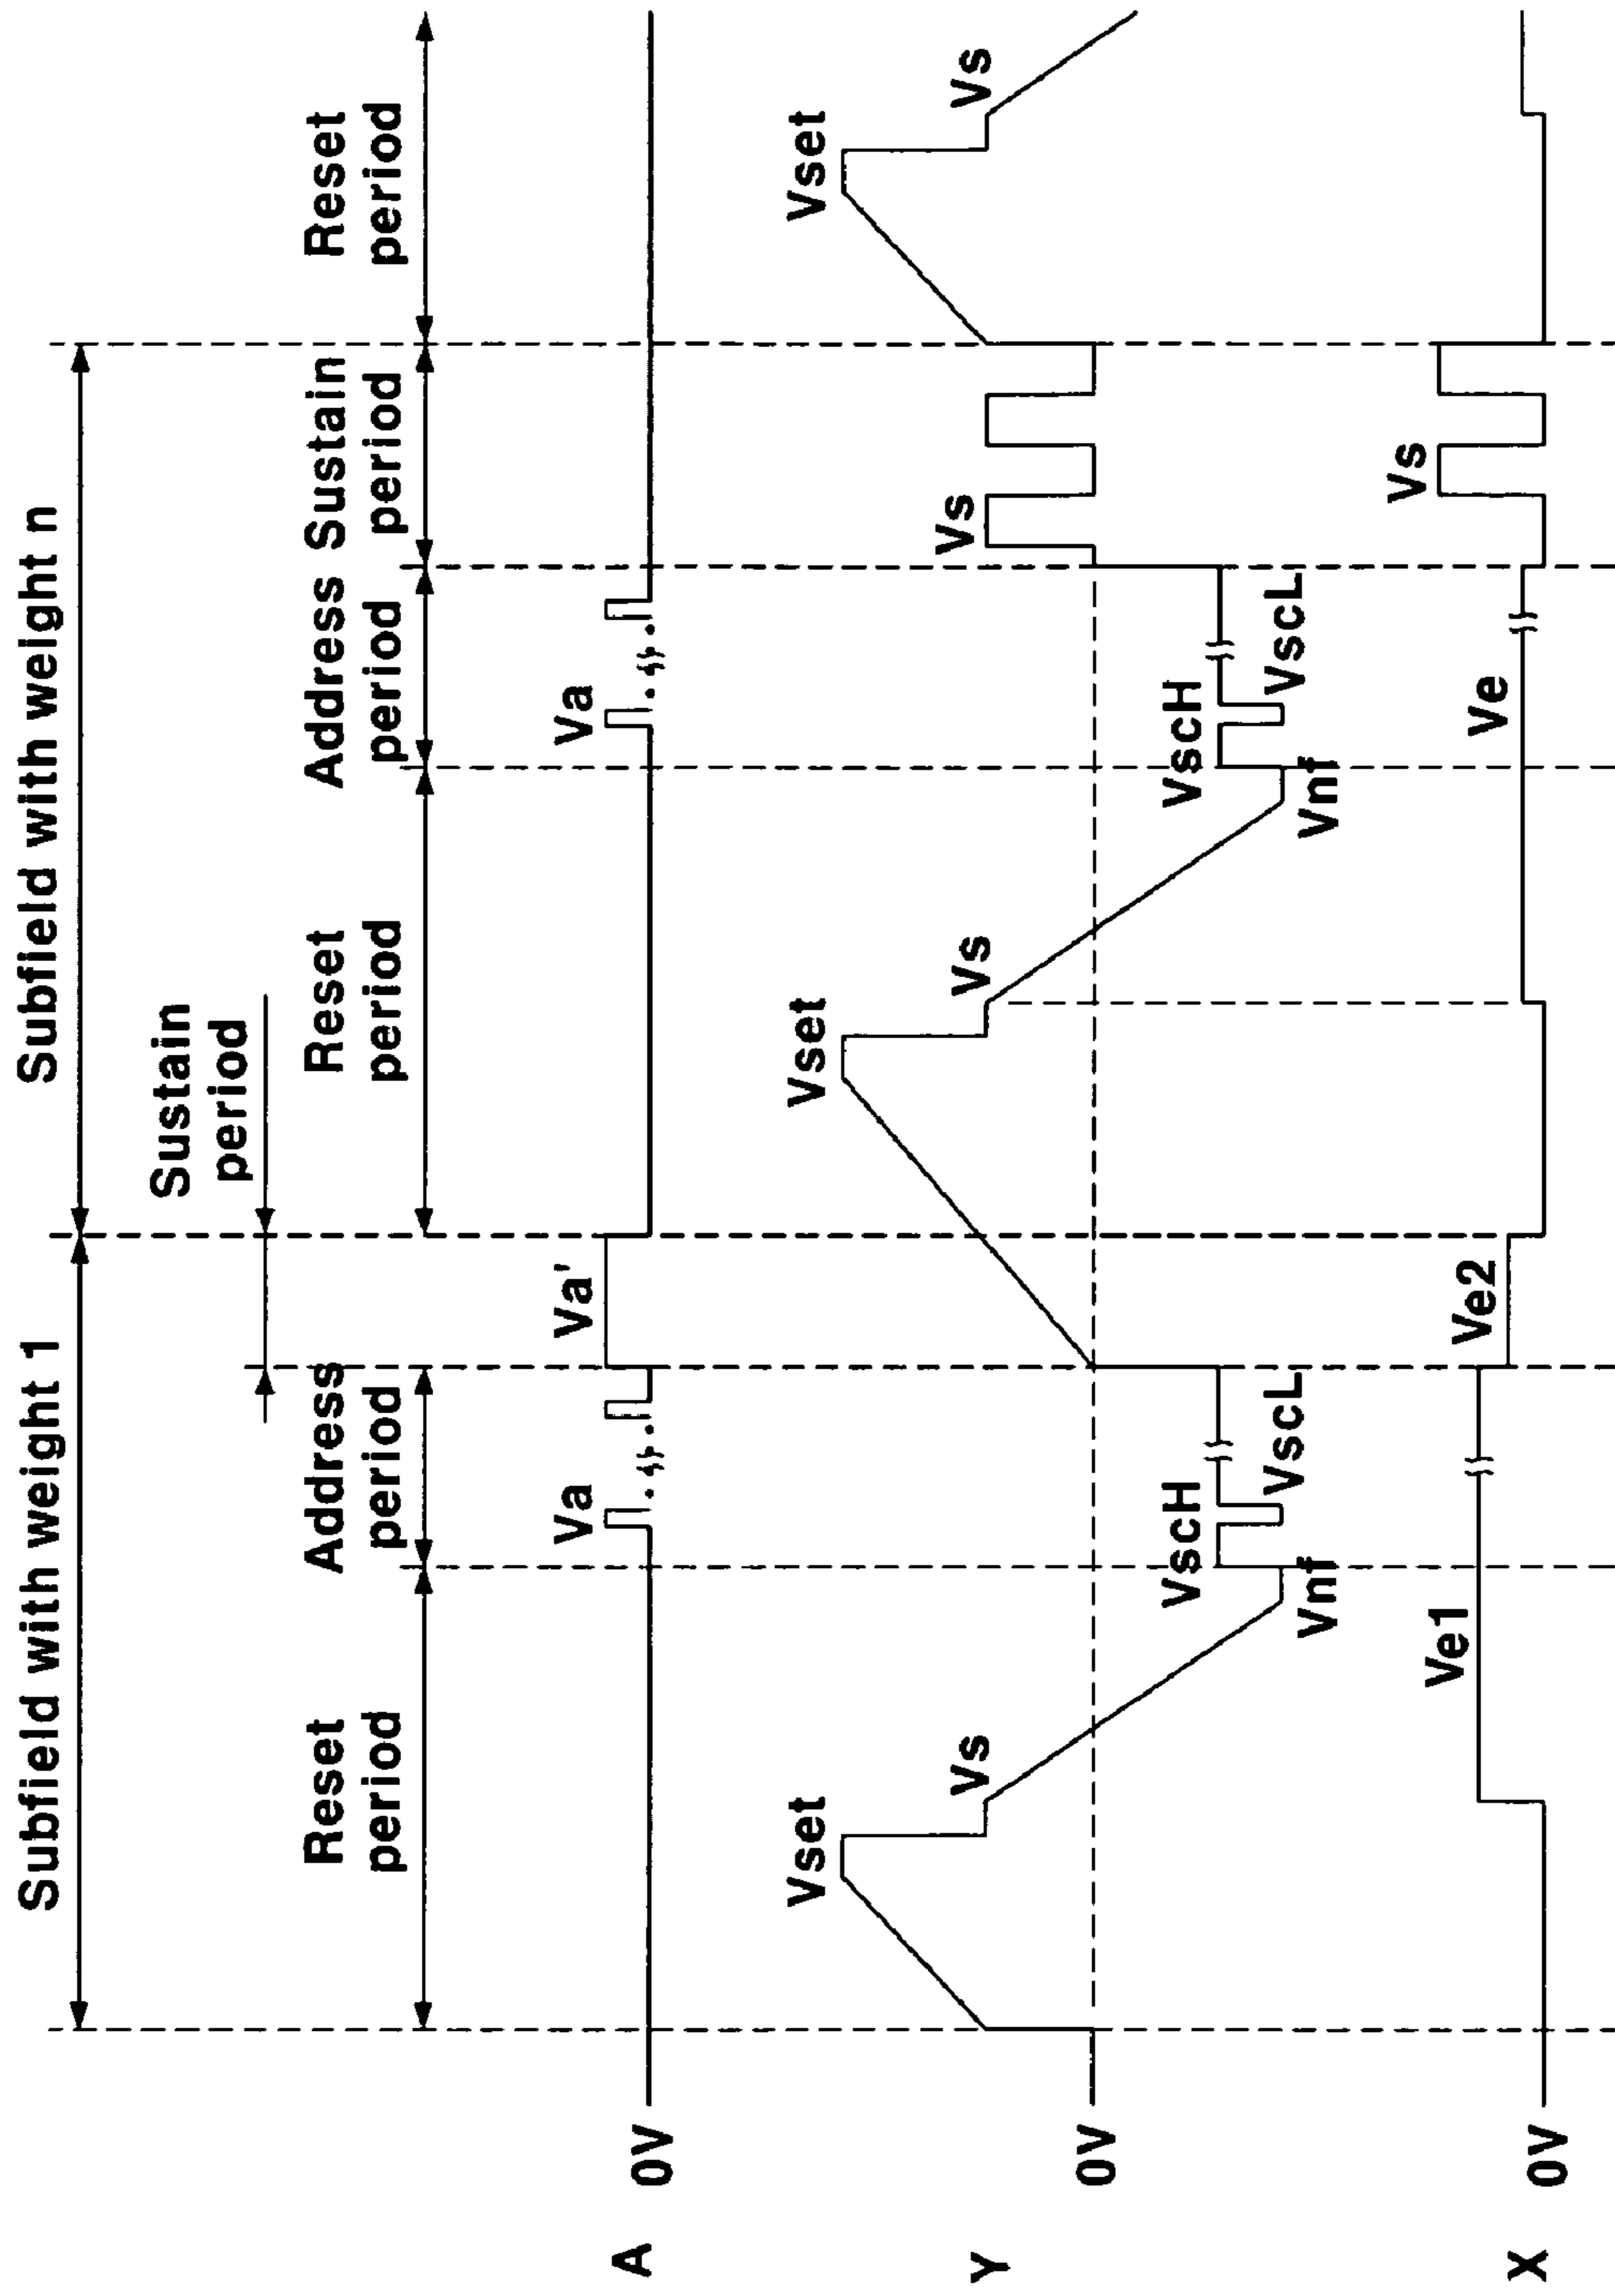 Subfield with weight 1
Subfield with weight n
Sustain
period
Reset
period
Address
period
Reset
period
Address
period
Sustain
period
Reset
period
A
0V
Va
Va'
Va
Y
0V
Vset
Vs
Vnf
VscH
VscL
Vset
Vs
Vnf
VscH
VscL
Vs
Vset
Vs
X
0V
Ve1
Ve2
Ve
Vs